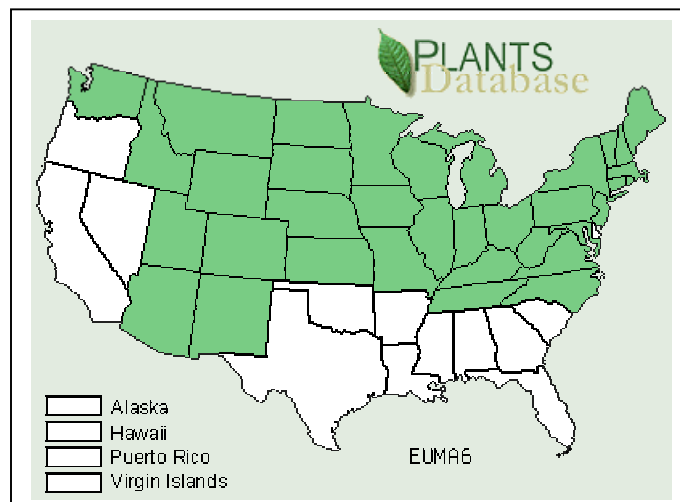 PLANTS
Database
Alaska
Hawaii
Puerto Rico
Virgin Islands
EUMA6